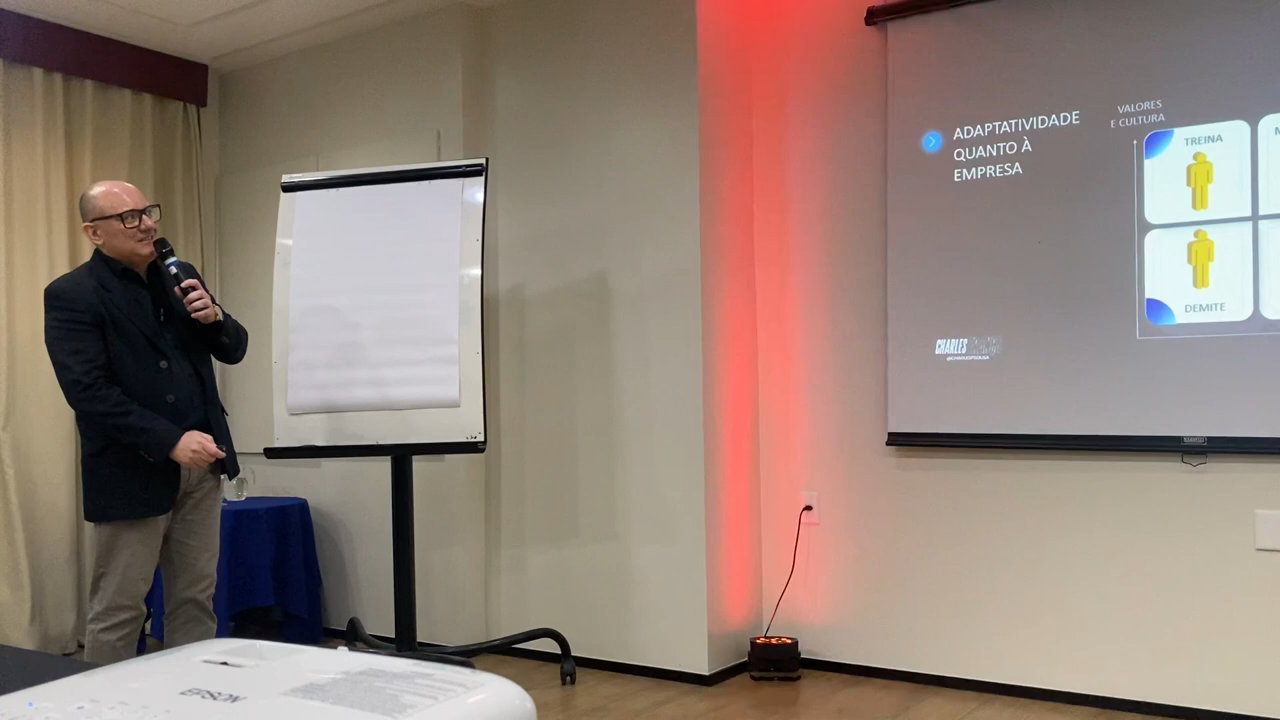 ADAPTATIVIDADE
QUANTO À
EMPRESA
VALORES
E CULTURA
TREINA
DEMITE
CHARLES
EPSON